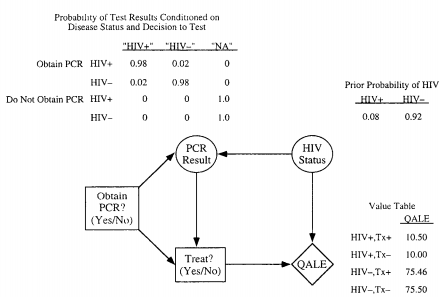 Probability of Test Results Conditioned on
Disease Status and Decision to Test
"HIV+" "HIV−" "NA"
Obtain PCR HIV+ 0.98 0.02 0
HIV− 0.02 0.98 0
Do Not Obtain PCR HIV+ 0 0 1.0
HIV− 0 0 1.0
Prior Probability of HIV
HIV+ HIV−
0.08 0.92
PCR
Result
HIV
Status
Obtain
PCR?
(Yes/No)
Treat?
(Yes/No)
QALE
Value Table
QALE
HIV+,Tx+ 10.50
HIV+,Tx− 10.00
HIV−,Tx+ 75.46
HIV−,Tx− 75.50